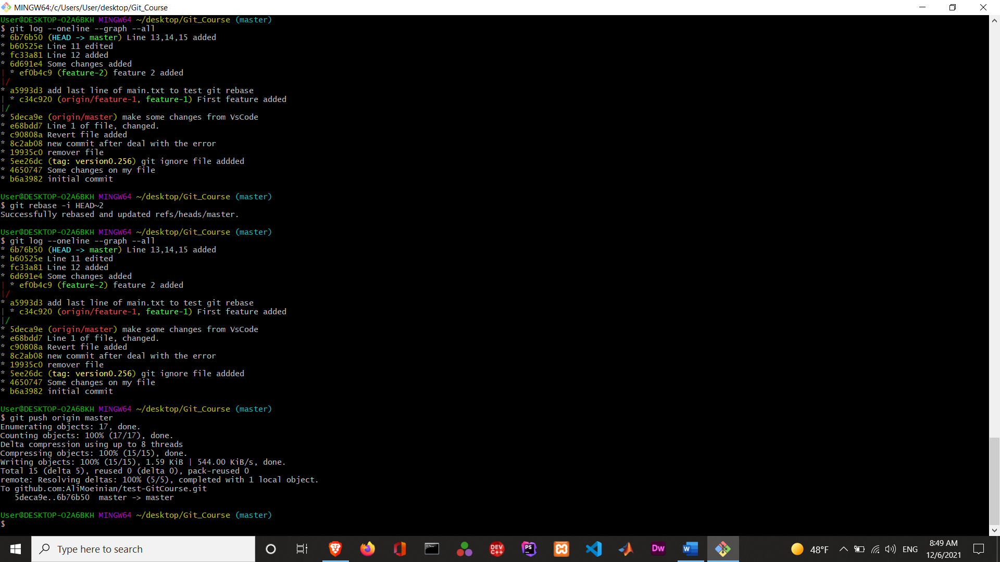 MINGW64:/c/Users/User/desktop/Git_Course
User@DESKTOP-O2A6BKH MINGW64 ~/desktop/Git_Course (master)
$ git log --oneline --graph --all
* 6b76b50 (HEAD -> master) Line 13,14,15 added
* b60525e Line 11 edited
* fc33a81 Line 12 added
* 6d691e4 Some changes added
| * ef0b4c9 (feature-2) feature 2 added
|/
* a5993d3 add last line of main.txt to test git rebase
| * c34c920 (origin/feature-1, feature-1) First feature added
|/
* 5deca9e (origin/master) make some changes from VsCode
* e68bdd7 Line 1 of file, changed.
* c90808a Revert file added
* 8c2ab08 new commit after deal with the error
* 19935c0 remover file
* 5ee26dc (tag: version0.256) git ignore file addded
* 4650747 Some changes on my file
* b6a3982 initial commit
User@DESKTOP-O2A6BKH MINGW64 ~/desktop/Git_Course (master)
$ git rebase -i HEAD~2
Successfully rebased and updated refs/heads/master.
User@DESKTOP-O2A6BKH MINGW64 ~/desktop/Git_Course (master)
$ git log --oneline --graph --all
* 6b76b50 (HEAD -> master) Line 13,14,15 added
* b60525e Line 11 edited
* fc33a81 Line 12 added
* 6d691e4 Some changes added
| * ef0b4c9 (feature-2) feature 2 added
|/
* a5993d3 add last line of main.txt to test git rebase
| * c34c920 (origin/feature-1, feature-1) First feature added
|/
* 5deca9e (origin/master) make some changes from VsCode
* e68bdd7 Line 1 of file, changed.
* c90808a Revert file added
* 8c2ab08 new commit after deal with the error
* 19935c0 remover file
* 5ee26dc (tag: version0.256) git ignore file addded
* 4650747 Some changes on my file
* b6a3982 initial commit
User@DESKTOP-O2A6BKH MINGW64 ~/desktop/Git_Course (master)
$ git push origin master
Enumerating objects: 17, done.
Counting objects: 100% (17/17), done.
Delta compression using up to 8 threads
Compressing objects: 100% (15/15), done.
Writing objects: 100% (15/15), 1.59 KiB | 544.00 KiB/s, done.
Total 15 (delta 5), reused 0 (delta 0), pack-reused 0
remote: Resolving deltas: 100% (5/5), completed with 1 local object.
To github.com:AliMoeinian/test-GitCourse.git
   5deca9e..6b76b50  master -> master
User@DESKTOP-O2A6BKH MINGW64 ~/desktop/Git_Course (master)
$
Type here to search
DEV C++
PS
Dw
W
48°F
ENG
8:49 AM
12/6/2021